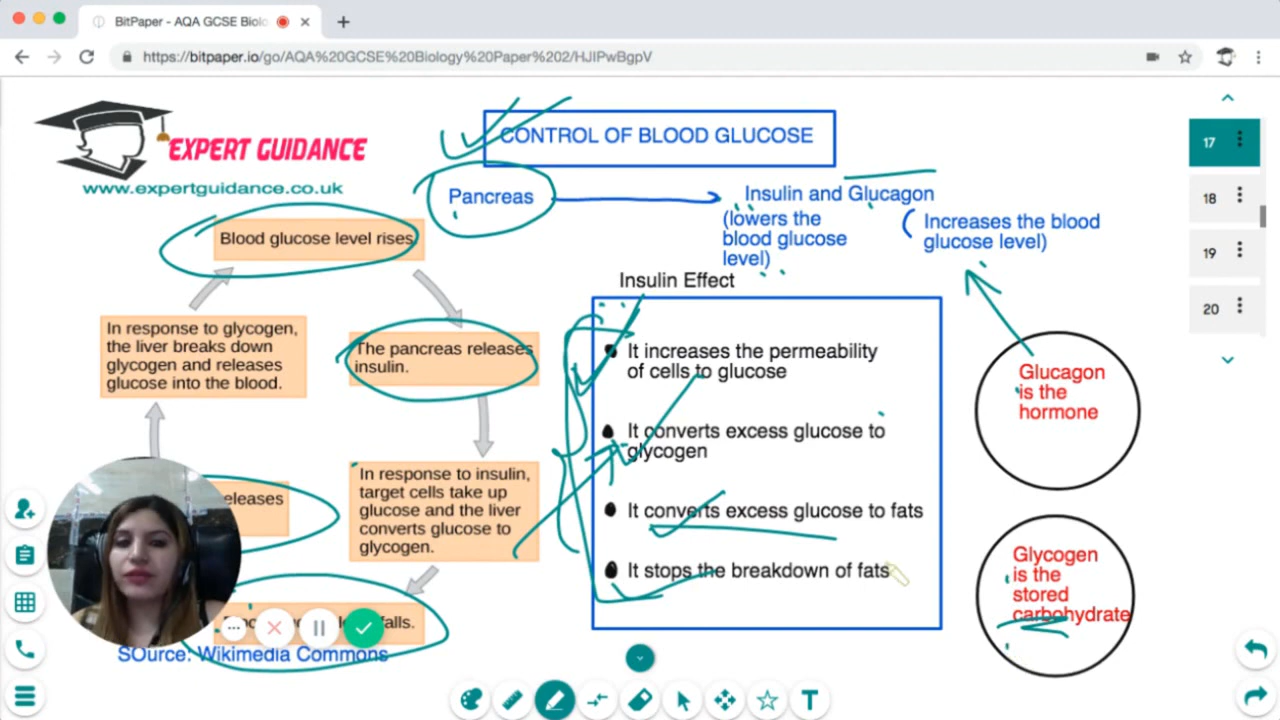 BitPaper - AQA GCSE Biolo
https://bitpaper.io/go/AQA%20GCSE%20Biology%20Paper%202/HJIPwBgpV
EXPERT GUIDANCE
www.expertguidance.co.uk
CONTROL OF BLOOD GLUCOSE
Pancreas
Insulin and Glucagon
(lowers the
blood glucose
level)
(Increases the blood
glucose level)
Blood glucose level rises
The pancreas releases
insulin.
In response to insulin,
target cells take up
glucose and the liver
converts glucose to
glycogen.
falls.
eleases
In response to glycogen,
the liver breaks down
glycogen and releases
glucose into the blood.
SOurce: Wikimedia Commons
Insulin Effect
It increases the permeability
of cells to glucose
It converts excess glucose to
glycogen
It converts excess glucose to fats
It stops the breakdown of fats
Glucagon
is the
hormone
Glycogen
is the
stored
carbohydrate
17
18
19
20
T